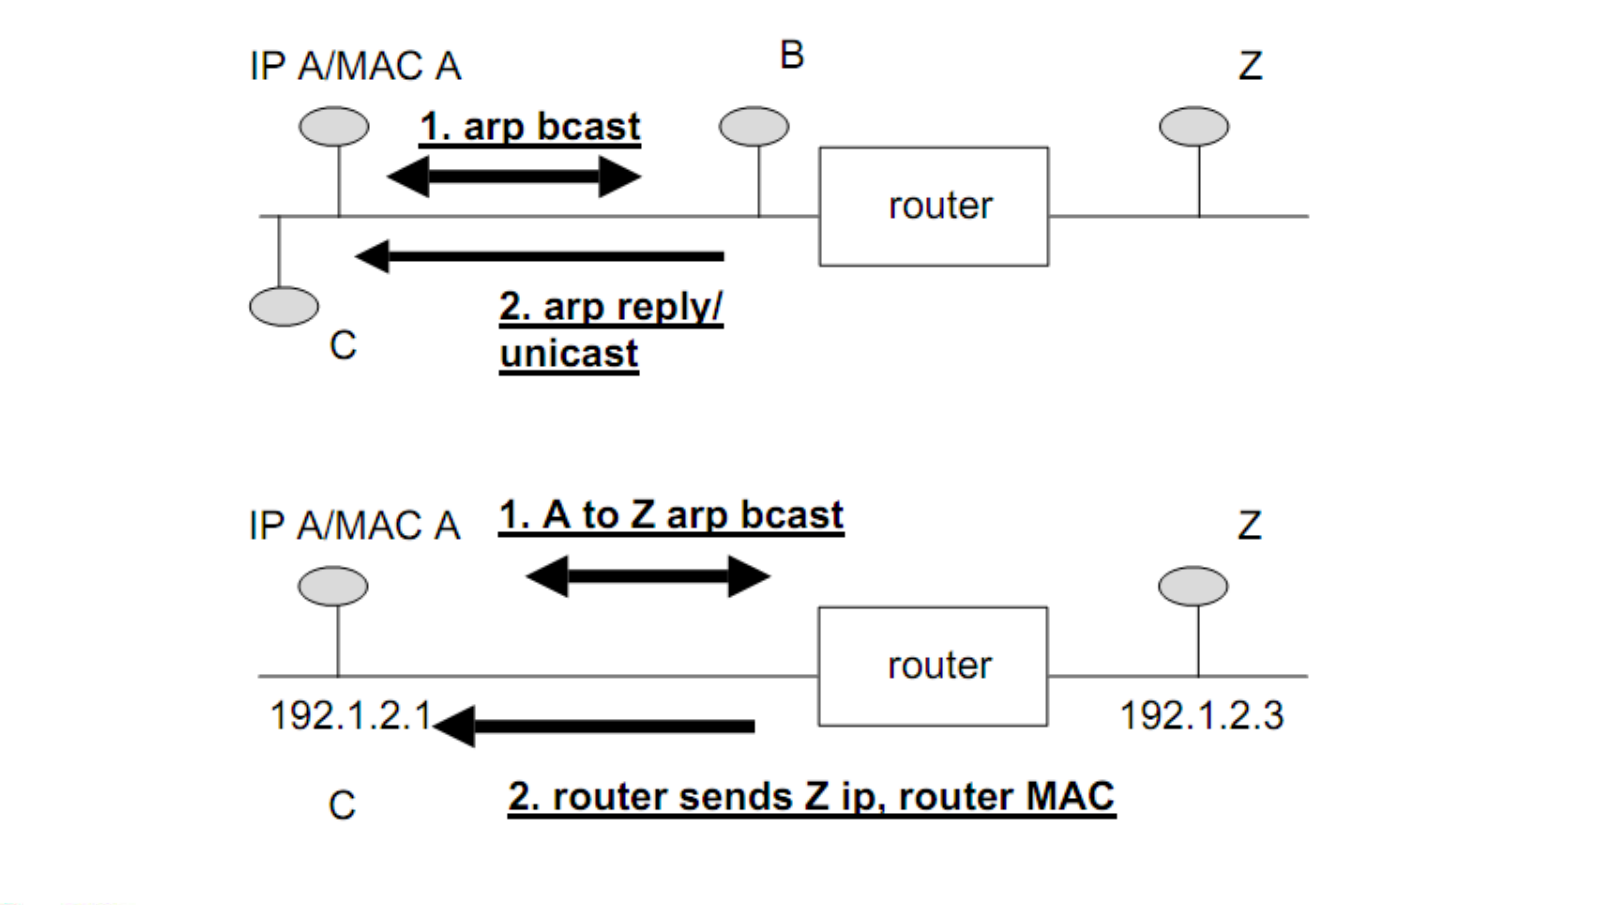 IP A/MAC A
B
Z
1. arp bcast
router
2. arp reply/
unicast
C
IP A/MAC A
1. A to Z arp bcast
Z
router
192.1.2.1
192.1.2.3
C
2. router sends Z ip, router MAC